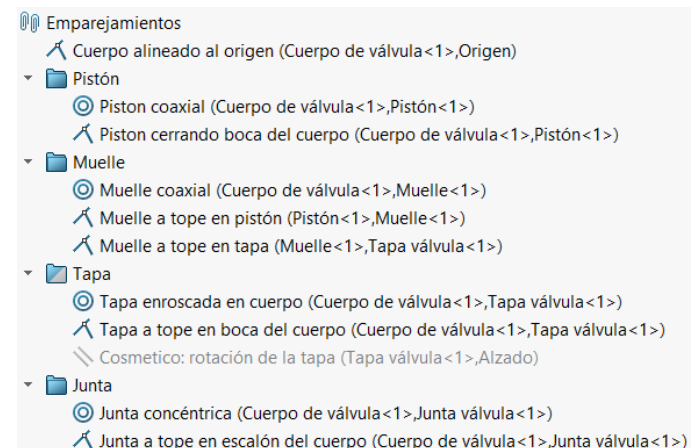 Emparejamientos
Cuerpo alineado al origen (Cuerpo de válvula<1>,Origen)
Pistón
Piston coaxial (Cuerpo de válvula<1>,Pistón<1>)
Piston cerrando boca del cuerpo (Cuerpo de válvula<1>,Pistón<1>)
Muelle
Muelle coaxial (Cuerpo de válvula<1>,Muelle<1>)
Muelle a tope en pistón (Pistón<1>,Muelle<1>)
Muelle a tope en tapa (Muelle<1>,Tapa válvula<1>)
Tapa
Tapa enroscada en cuerpo (Cuerpo de válvula<1>,Tapa válvula<1>)
Tapa a tope en boca del cuerpo (Cuerpo de válvula<1>,Tapa válvula<1>)
Cosmetico: rotación de la tapa (Tapa válvula<1>,Alzado)
Junta
Junta concéntrica (Cuerpo de válvula<1>,Junta válvula<1>)
Junta a tope en escalón del cuerpo (Cuerpo de válvula<1>,Junta válvula<1>)